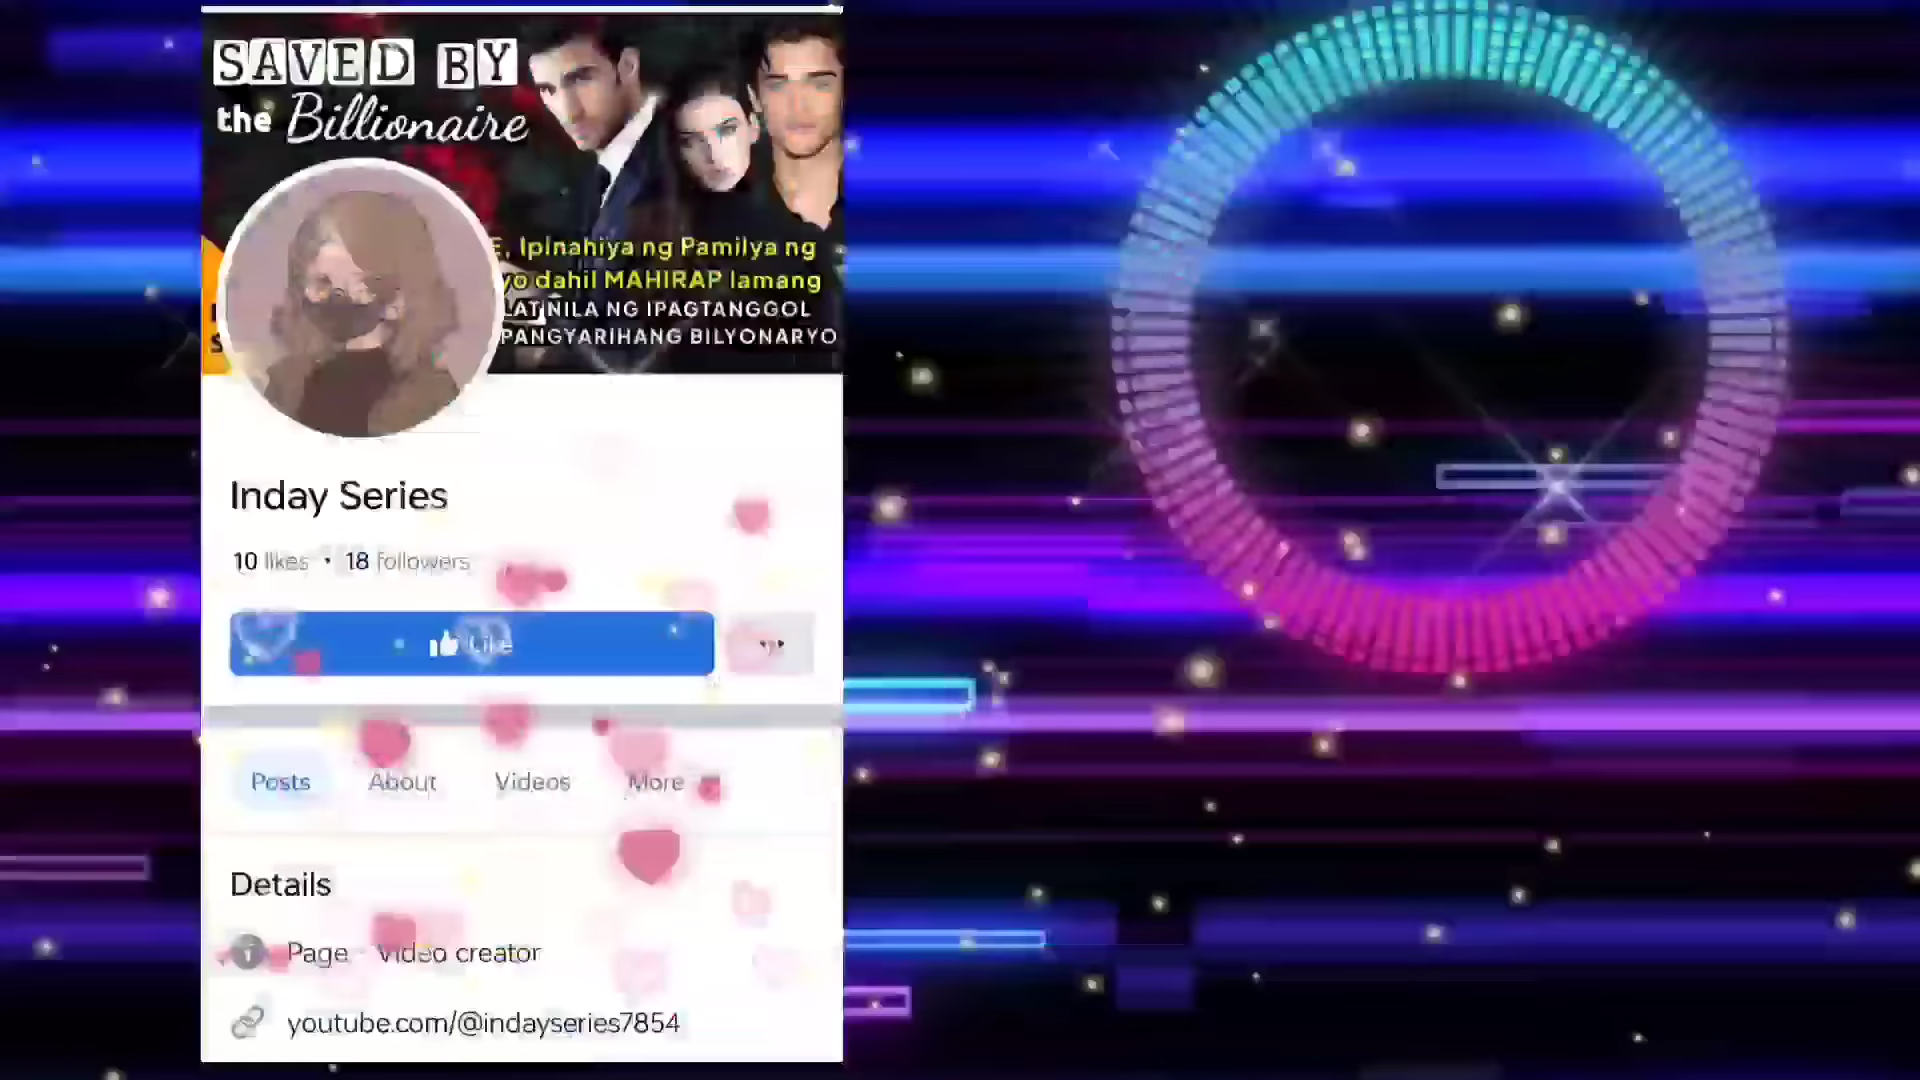 SAVED BY
the Billionaire
Ipinahiya ng Pamilya ng
dahil MAHIRAP lamang
NILA NG IPAGTANGGOL
PANGYARIHANG BILYONARYO
Inday Series
10 likes · 18 followers
Like
Posts About Videos More
Details
Page · Video creator
youtube.com/@indayseries7854